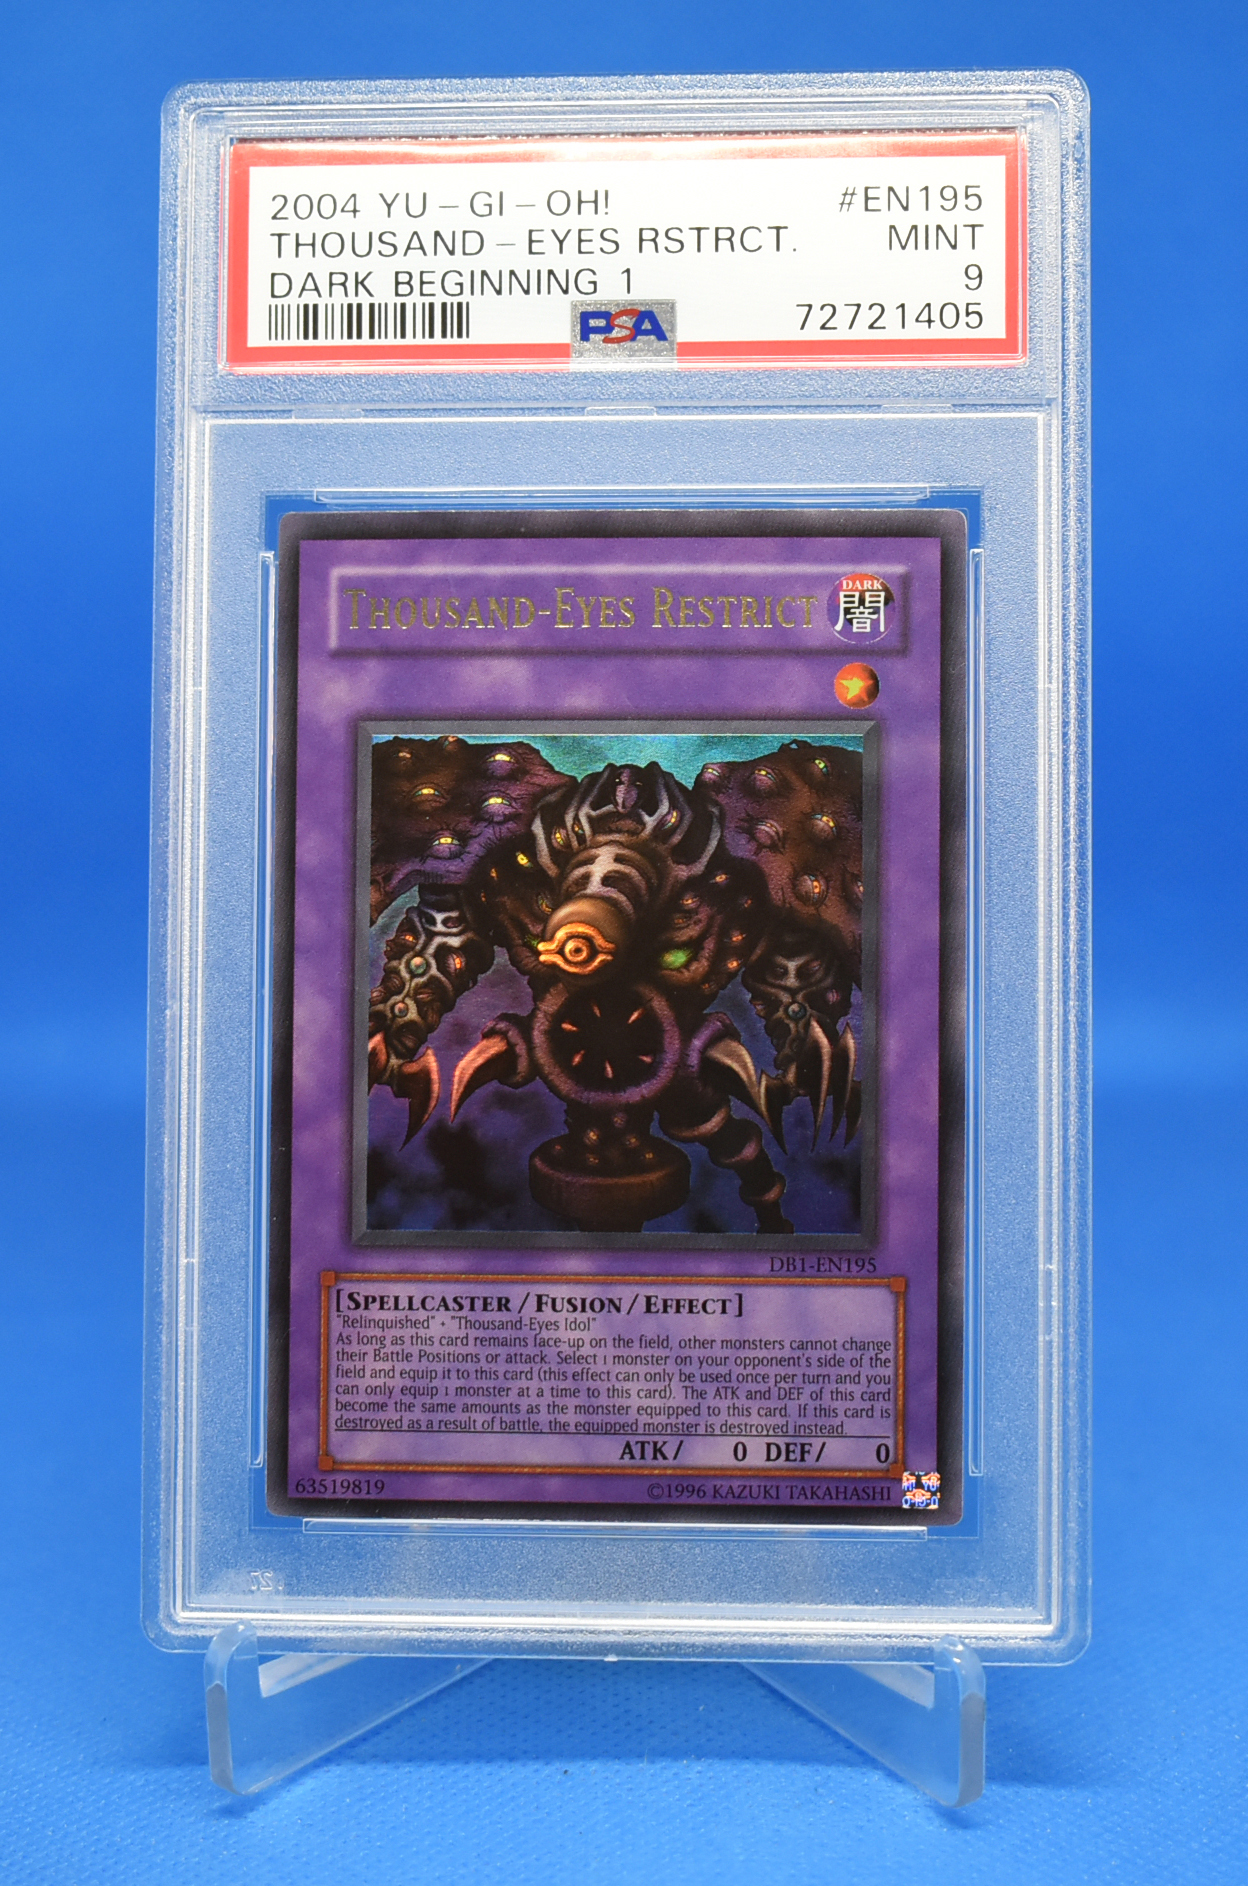 2004 YU-GI-OH! #EN195
THOUSAND-EYES RSTRCT. MINT
DARK BEGINNING 1 9
PSA 72721405
THOUSAND-EYES RESTRICT
DARK
闇
DB1-EN195
[SPELLCASTER/FUSION/EFFECT]
"Relinquished" + "Thousand-Eyes Idol"
As long as this card remains face-up on the field, other monsters cannot change
their Battle Positions or attack. Select 1 monster on your opponent's side of the
field and equip it to this card (this effect can only be used once per turn and you
can only equip 1 monster at a time to this card). The ATK and DEF of this card
become the same amounts as the monster equipped to this card. If this card is
destroyed as a result of battle, the equipped monster is destroyed instead.
ATK/ 0 DEF/ 0
63519819 ©1996 KAZUKI TAKAHASHI